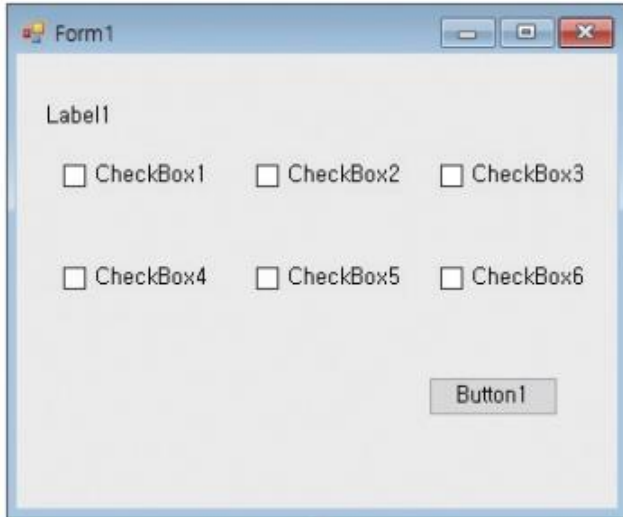 Form1
Label1
CheckBox1 CheckBox2 CheckBox3
CheckBox4 CheckBox5 CheckBox6
Button1